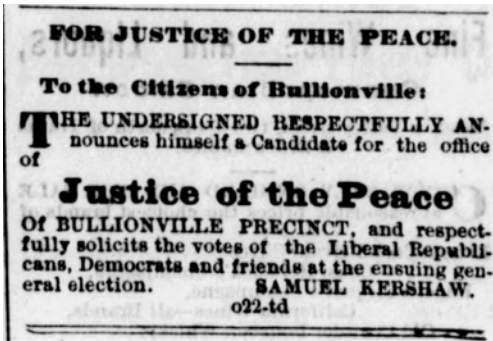 FOR JUSTICE OF THE PEACE.
To the Citizens of Bullionville:
THE UNDERSIGNED RESPECTFULLY AN-
nounces himself a Candidate for the office
of
Justice of the Peace
Of BULLIONVILLE PRECINCT, and respect-
fully solicits the votes of the Liberal Republi-
cans, Democrats and friends at the ensuing gen-
eral election. SAMUEL KERSHAW.
o22-td